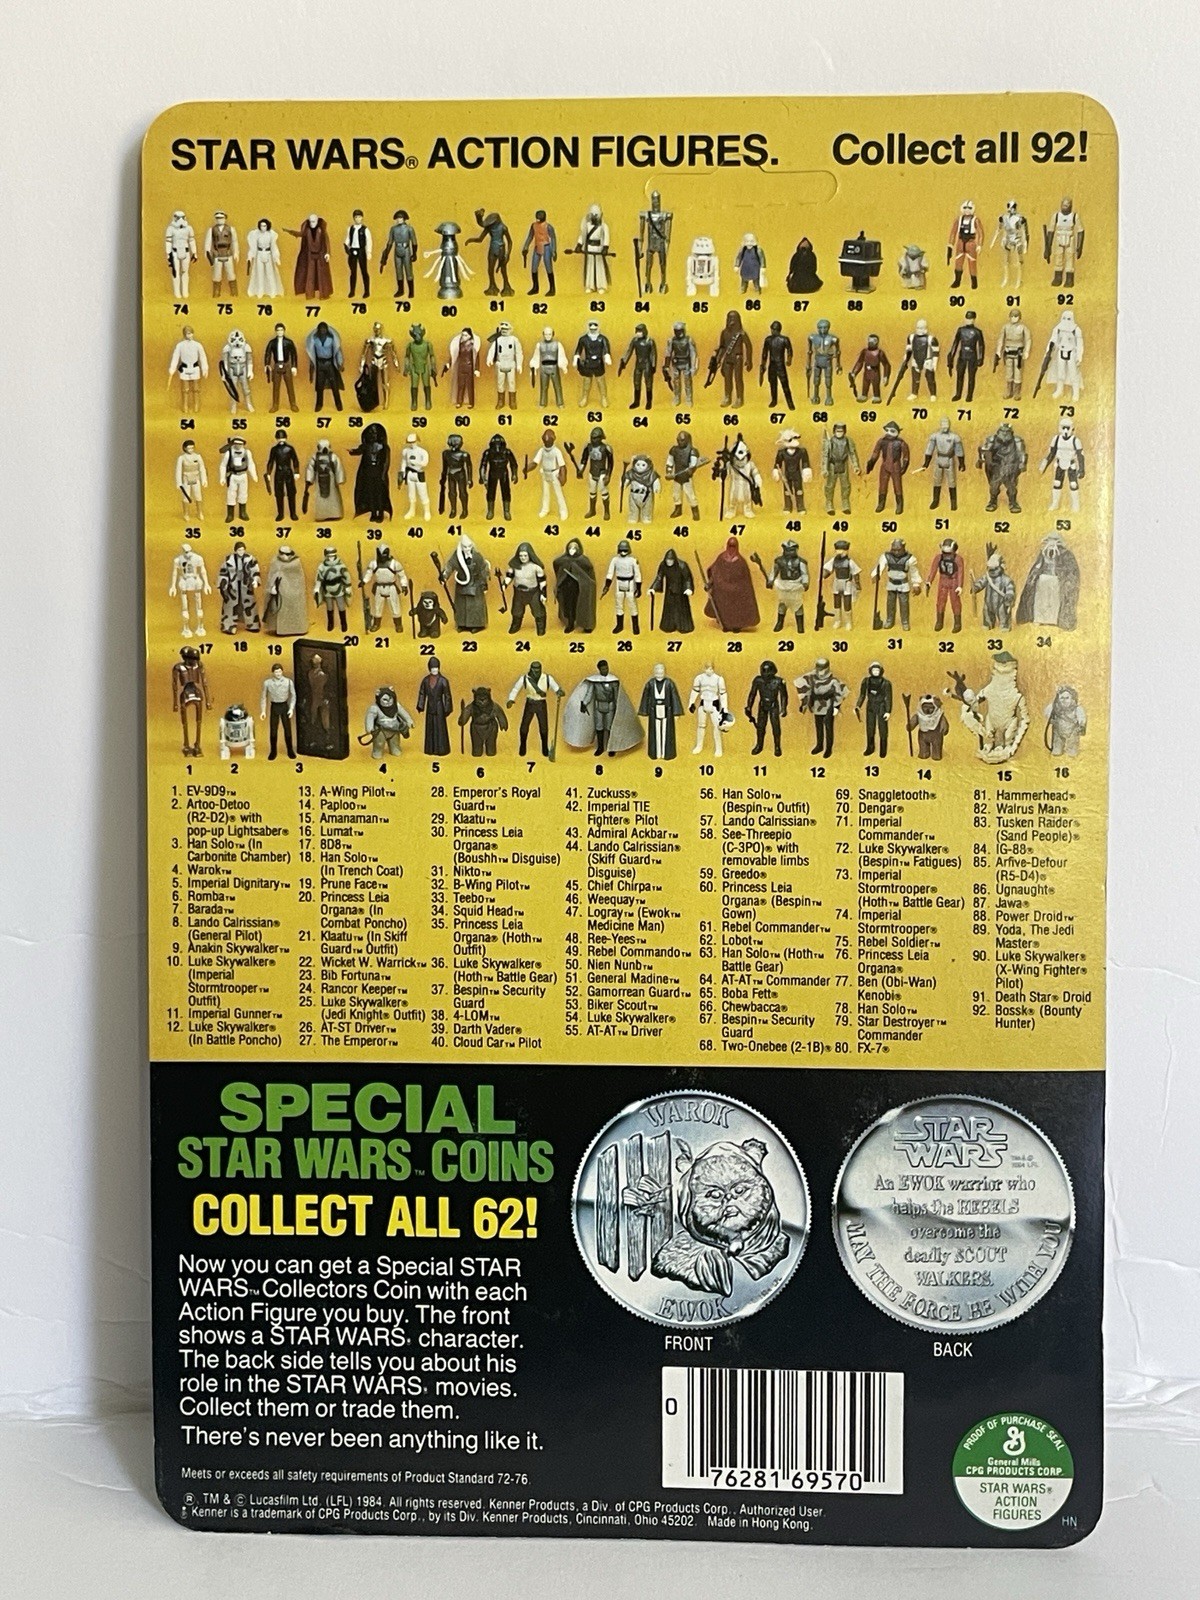 STAR WARS® ACTION FIGURES. Collect all 92!
74 75 76 77 78 79 80 81 82 83 84 85 86 87 88 89 90 91 92
54 55 56 57 58 59 60 61 62 63 64 65 66 67 68 69 70 71 72 73
35 36 37 38 39 40 41 42 43 44 45 46 47 48 49 50 51 52 53
17 18 19 20 21 22 23 24 25 26 27 28 29 30 31 32 33 34
1 2 3 4 5 6 7 8 9 10 11 12 13 14 15 16
1. EV-9D9™
2. Artoo-Detoo
(R2-D2)® with
pop-up Lightsaber®
3. Han Solo™ (In
Carbonite Chamber)
4. Warok™
5. Imperial Dignitary™
6. Romba™
7. Barada™
8. Lando Calrissian®
(General Pilot)
9. Anakin Skywalker™
10. Luke Skywalker®
(Imperial
Stormtrooper™
Outfit)
11. Imperial Gunner™
12. Luke Skywalker®
(In Battle Poncho)
13. A-Wing Pilot™
14. Paploo™
15. Amanaman™
16. Lumat™
17. 8D8™
18. Han Solo™
(In Trench Coat)
19. Prune Face™
20. Princess Leia
Organa® (In
Combat Poncho)
21. Klaatu™ (In Skiff
Guard™ Outfit)
22. Wicket W. Warrick™
23. Bib Fortuna™
24. Rancor Keeper™
25. Luke Skywalker®
(Jedi Knight® Outfit)
26. AT-ST Driver™
27. The Emperor™
28. Emperor's Royal
Guard™
29. Klaatu™
30. Princess Leia
Organa®
(Boushh™ Disguise)
31. Nikto™
32. B-Wing Pilot™
33. Teebo™
34. Squid Head™
35. Princess Leia
Organa® (Hoth™
Outfit)
36. Luke Skywalker®
(Hoth™ Battle Gear)
37. Bespin™ Security
Guard
38. 4-LOM™
39. Darth Vader®
40. Cloud Car™ Pilot
41. Zuckuss®
42. Imperial TIE
Fighter® Pilot
43. Admiral Ackbar™
44. Lando Calrissian®
(Skiff Guard™
Disguise)
45. Chief Chirpa™
46. Weequay™
47. Logray™ (Ewok™
Medicine Man)
48. Ree-Yees™
49. Rebel Commando™
50. Nien Nunb™
51. General Madine™
52. Gamorrean Guard™
53. Biker Scout™
54. Luke Skywalker®
55. AT-AT™ Driver
56. Han Solo™
(Bespin™ Outfit)
57. Lando Calrissian®
58. See-Threepio
(C-3PO)® with
removable limbs
59. Greedo®
60. Princess Leia
Organa® (Bespin™
Gown)
61. Rebel Commander™
62. Lobot™
63. Han Solo™ (Hoth™
Battle Gear)
64. AT-AT™ Commander
65. Boba Fett®
66. Chewbacca®
67. Bespin™ Security
Guard
68. Two-Onebee (2-1B)®
69. Snaggletooth®
70. Dengar®
71. Imperial
Commander™
72. Luke Skywalker®
(Bespin™ Fatigues)
73. Imperial
Stormtrooper®
(Hoth™ Battle Gear)
74. Imperial
Stormtrooper®
75. Rebel Soldier™
76. Princess Leia
Organa®
77. Ben (Obi-Wan)
Kenobi®
78. Han Solo™
79. Star Destroyer™
Commander
80. FX-7®
81. Hammerhead®
82. Walrus Man®
83. Tusken Raider®
(Sand People)®
84. IG-88®
85. Arfive-Defour
(R5-D4)®
86. Ugnaught®
87. Jawa®
88. Power Droid™
89. Yoda, The Jedi
Master®
90. Luke Skywalker®
(X-Wing Fighter®
Pilot)
91. Death Star® Droid
92. Bossk® (Bounty
Hunter)
SPECIAL
STAR WARS™ COINS
COLLECT ALL 62!
Now you can get a Special STAR
WARS™ Collectors Coin with each
Action Figure you buy. The front
shows a STAR WARS® character.
The back side tells you about his
role in the STAR WARS® movies.
Collect them or trade them.
There's never been anything like it.
WAROK
EWOK
FRONT
STAR
WARS
An EWOK warrior who
helps the REBELS
overcome the
deadly SCOUT
WALKERS.
MAY THE FORCE BE WITH YOU
BACK
0 76281 69570
PROOF OF PURCHASE SEAL
General Mills
CPG PRODUCTS CORP.
STAR WARS®
ACTION
FIGURES
HN
Meets or exceeds all safety requirements of Product Standard 72-76.
®, TM & © Lucasfilm Ltd. (LFL) 1984. All rights reserved. Kenner Products, a Div. of CPG Products Corp., Authorized User.
Kenner is a trademark of CPG Products Corp., by its Div. Kenner Products, Cincinnati, Ohio 45202. Made in Hong Kong.